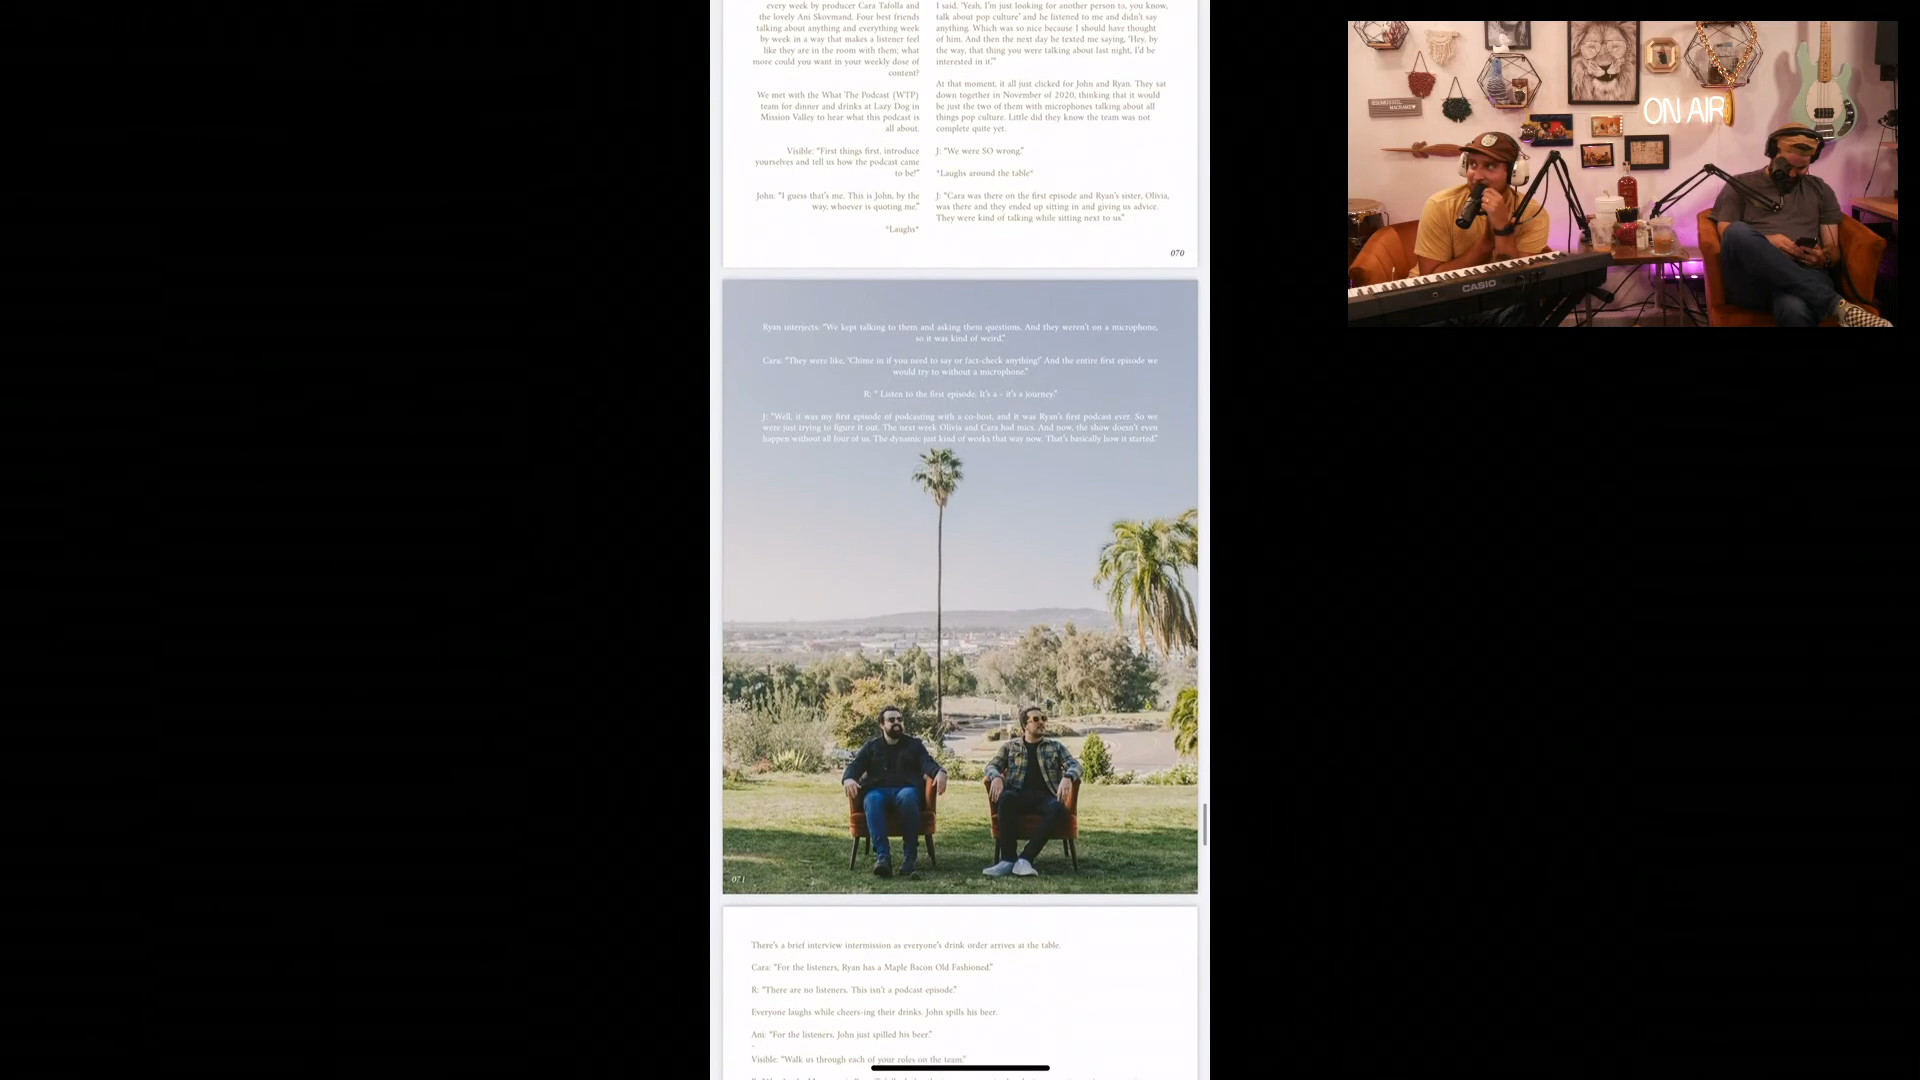 every week by producer Cara Tafolla and
the lovely Ani Skovmand. Four best friends
talking about anything and everything week
by week in a way that makes a listener feel
like they are in the room with them; what
more could you want in your weekly dose of
content?
We met with the What The Podcast (WTP)
team for dinner and drinks at Lazy Dog in
Mission Valley to hear what this podcast is
all about.
Visible: “First things first, introduce
yourselves and tell us how the podcast came
to be!”
John: “I guess that’s me. This is John, by the
way, whoever is quoting me.”
*Laughs*
I said, ‘Yeah, I’m just looking for another person to, you know,
talk about pop culture’ and he listened to me and didn’t say
anything. Which was so nice because I should have thought
of him. And then the next day he texted me saying, ‘Hey, by
the way, that thing you were talking about last night, I’d be
interested in it.’”
At that moment, it all just clicked for John and Ryan. They sat
down together in November of 2020, thinking that it would
be just the two of them with microphones talking about all
things pop culture. Little did they know the team was not
complete quite yet.
J: “We were SO wrong.”
*Laughs around the table*
J: “Cara was there on the first episode and Ryan’s sister, Olivia,
was there and they ended up sitting in and giving us advice.
They were kind of talking while sitting next to us.”
070
Ryan interjects: “We kept talking to them and asking them questions. And they weren’t on a microphone,
so it was kind of weird.”
Cara: “They were like, ‘Chime in if you need to say or fact-check anything!’ And the entire first episode we
would try to without a microphone.”
R: “ Listen to the first episode. It’s a - it’s a journey.”
J: “Well, it was my first episode of podcasting with a co-host, and it was Ryan’s first podcast ever. So we
were just trying to figure it out. The next week Olivia and Cara had mics. And now, the show doesn’t even
happen without all four of us. The dynamic just kind of works that way now. That’s basically how it started.”
071
There’s a brief interview intermission as everyone’s drink order arrives at the table.
Cara: “For the listeners, Ryan has a Maple Bacon Old Fashioned.”
R: “There are no listeners. This isn’t a podcast episode.”
Everyone laughs while cheers-ing their drinks. John spills his beer.
Ani: “For the listeners, John just spilled his beer.”
-
Visible: “Walk us through each of your roles on the team.”
ON AIR
CASIO